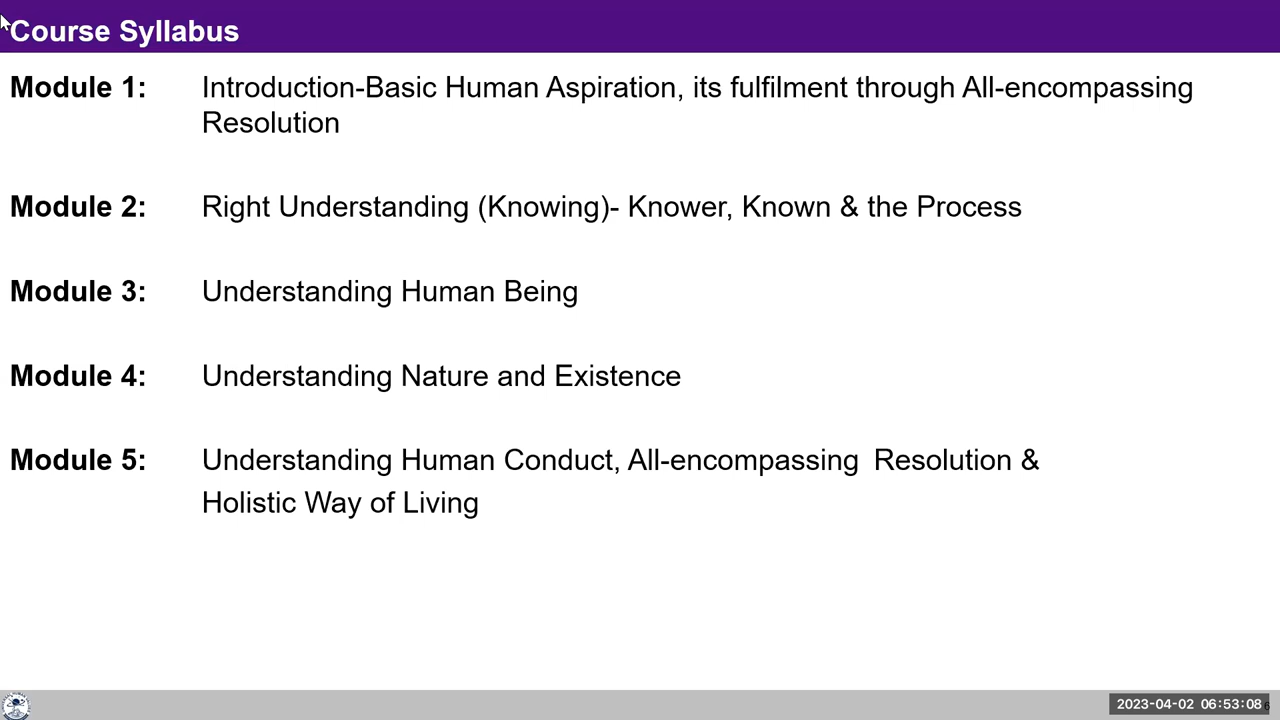 Course Syllabus
Module 1: Introduction-Basic Human Aspiration, its fulfilment through All-encompassing
Resolution
Module 2: Right Understanding (Knowing)- Knower, Known & the Process
Module 3: Understanding Human Being
Module 4: Understanding Nature and Existence
Module 5: Understanding Human Conduct, All-encompassing  Resolution &
Holistic Way of Living
2023-04-02 06:53:08
6